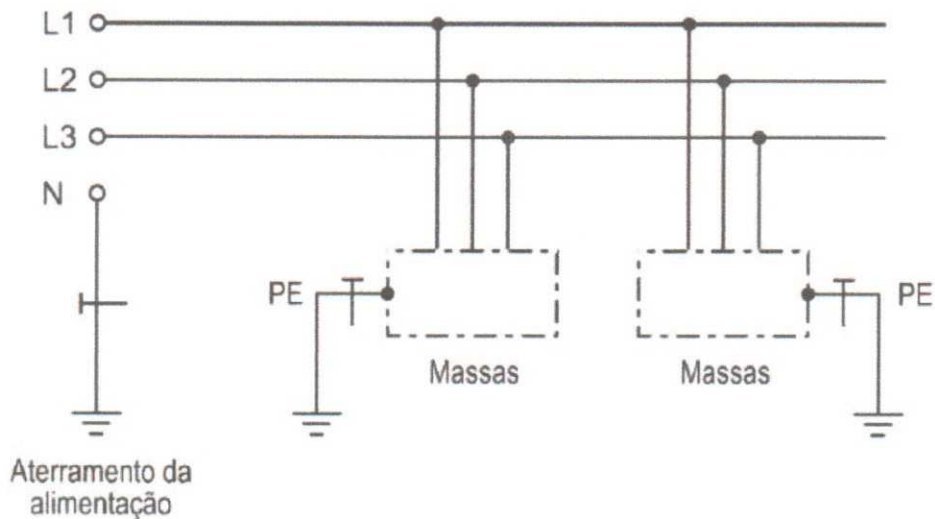 L1
L2
L3
N
PE
PE
Massas
Massas
Aterramento da
alimentação